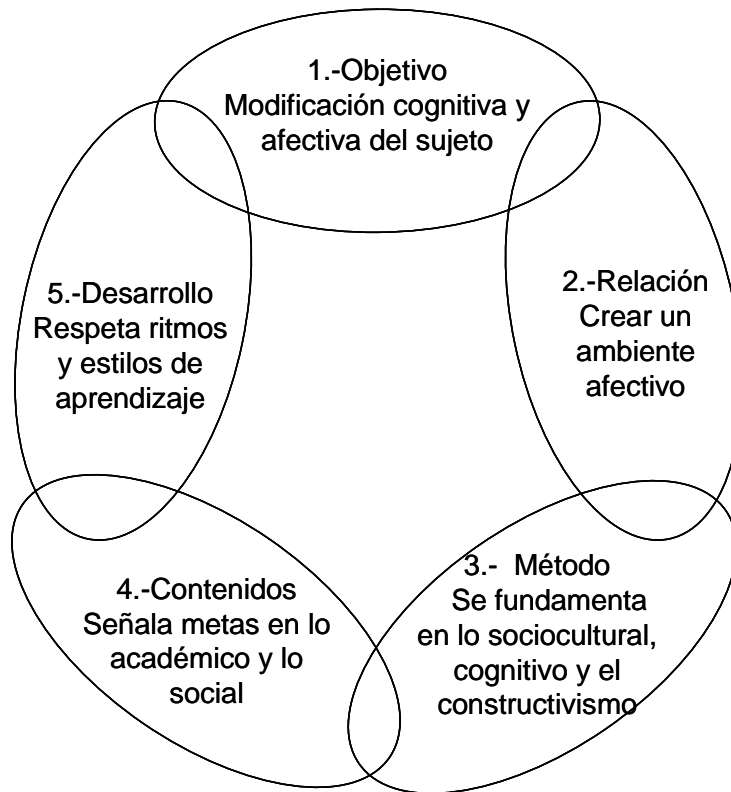 1.-Objetivo
Modificación cognitiva y
afectiva del sujeto
2.-Relación
Crear un
ambiente
afectivo
3.-  Método
Se fundamenta
en lo sociocultural,
cognitivo y el
constructivismo
4.-Contenidos
Señala metas en lo
académico y lo
social
5.-Desarrollo
Respeta ritmos
y estilos de
aprendizaje